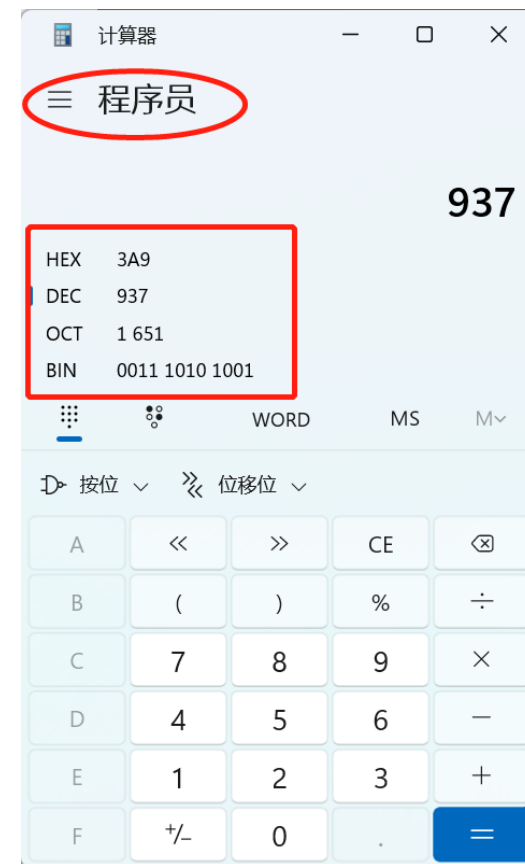 计算器
程序员
937
HEX 3A9
DEC 937
OCT 1 651
BIN 0011 1010 1001
WORD MS M
按位 位移位
A « » CE
B ( ) % ÷
C 7 8 9 ×
D 4 5 6 −
E 1 2 3 +
F +/− 0 . =